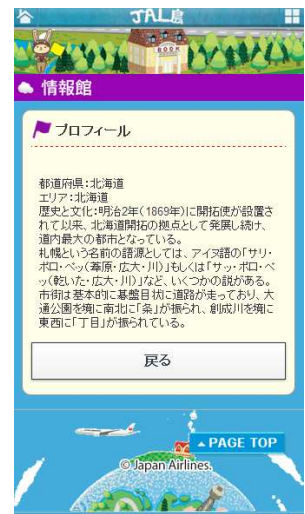 JAL島
BOOK
情報館
プロフィール
都道府県:北海道
エリア:北海道
歴史と文化:明治2年(1869年)に開拓使が設置さ
れて以来、北海道開拓の拠点として発展し続け、
道内最大の都市となっている。
札幌という名前の語源としては、アイヌ語の「サリ・
ポロ・ペッ(葦原・広大・川)」もしくは「サッ・ポロ・ペ
ッ(乾いた・広大・川)」など、いくつかの説がある。
市街は基本的に碁盤目状に道路が走っており、大
通公園を境に南北に「条」が振られ、創成川を境に
東西に「丁目」が振られている。
戻る
PAGE TOP
© Japan Airlines.